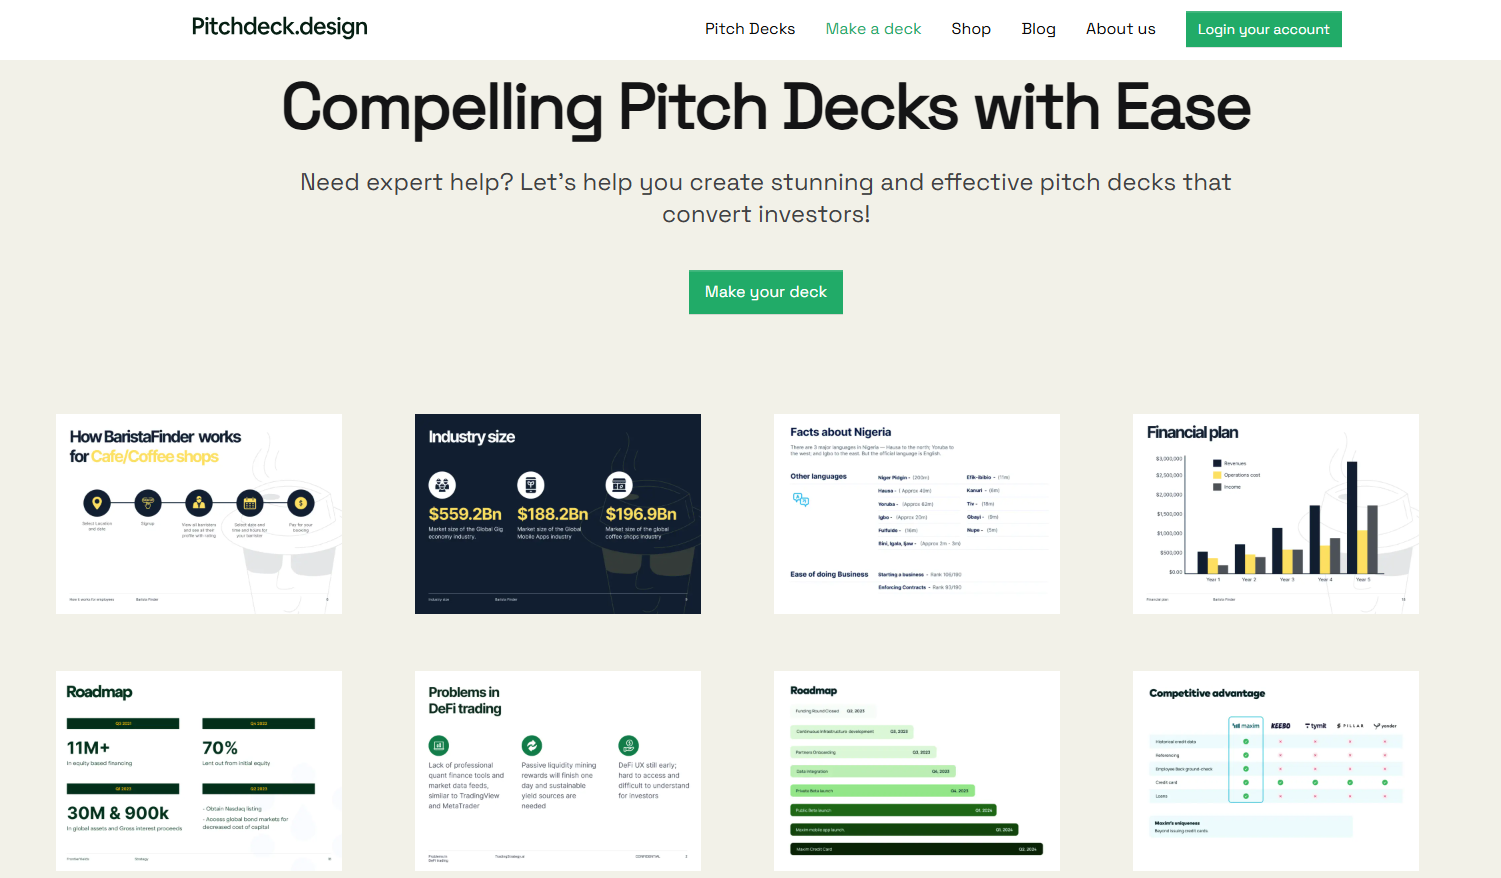 Pitchdeck.design
Pitch Decks
Make a deck
Shop
Blog
About us
Login your account
Compelling Pitch Decks with Ease
Need expert help? Let's help you create stunning and effective pitch decks that
convert investors!
Make your deck
How BaristaFinder works
for Cafe/Coffee shops
Select Location
and date
Signup
View all baristas
and see all their
profile with rating
Select date and
time and hours for
your barista
Pay for your
booking
How it works for employees
Barista Finder
Industry size
$559.2Bn
Market size of the Global Gig
economy industry.
$188.2Bn
Market size of the Global
Mobile Apps Industry
$196.9Bn
Market size of the global
coffee shops Industry
Industry size
Barista Finder
Facts about Nigeria
There are 3 major languages in Nigeria — Hausa to the north; Yoruba to
the west, and Igbo to the east. But the official language is English.
Other languages
Niger Pidgin - (200m)
Hausa - (Approx 40m)
Yoruba - (Approx 82m)
Igbo - (Approx 20m)
Fulfulde - (16m)
Bini, Igala, Ijaw - (Approx 2m - 3m)
Efik-Ibibio - (11m)
Kanuri - (8m)
Tiv - (18m)
Gbayi - (8m)
Nupe - (5m)
Ease of doing Business
Starting a business - Rank 106/190
Enforcing Contracts - Rank 83/190
Financial plan
$3,000,000
$2,500,000
$2,000,000
$1,500,000
$1,000,000
$500,000
$0.00
Revenues
Operations cost
Income
Year 1
Year 2
Year 3
Year 4
Year 5
Financial plan
Barista Finder
Roadmap
Q3 2021
11M+
In equity based financing
Q4 2022
70%
Lent out from initial equity
30M & 900k
In global assets and Gross interest proceeds
- Obtain Nasdaq listing
- Access global bond markets for
decreased cost of capital
Strategy
Problems in
DeFi trading
Lack of professional
quant finance tools and
market data feeds,
similar to TradingView
and MetaTrader
Passive liquidity mining
rewards will finish one
day and sustainable
yield sources are
needed
DeFi UX still early;
hard to access and
difficult to understand
for investors
Problems in
DeFi trading
TradingStrategy.ai
CONFIDENTIAL
2
Roadmap
Funding Round Closed Q2, 2023
Continuous infrastructure development Q2, 2023
Partners Onboarding Q3, 2023
Data Integration Q4, 2023
Private Beta launch Q4, 2023
Public Beta launch Q1, 2024
Maxim mobile app launch. Q1, 2024
Maxim Credit Card Q2, 2024
Competitive advantage
maxim
KEEBO
tymit
PILLAR
yonder
Historical credit data
Referencing
Employee Back ground-check
Credit card
Loans
Maxim's uniqueness
Beyond issuing credit cards